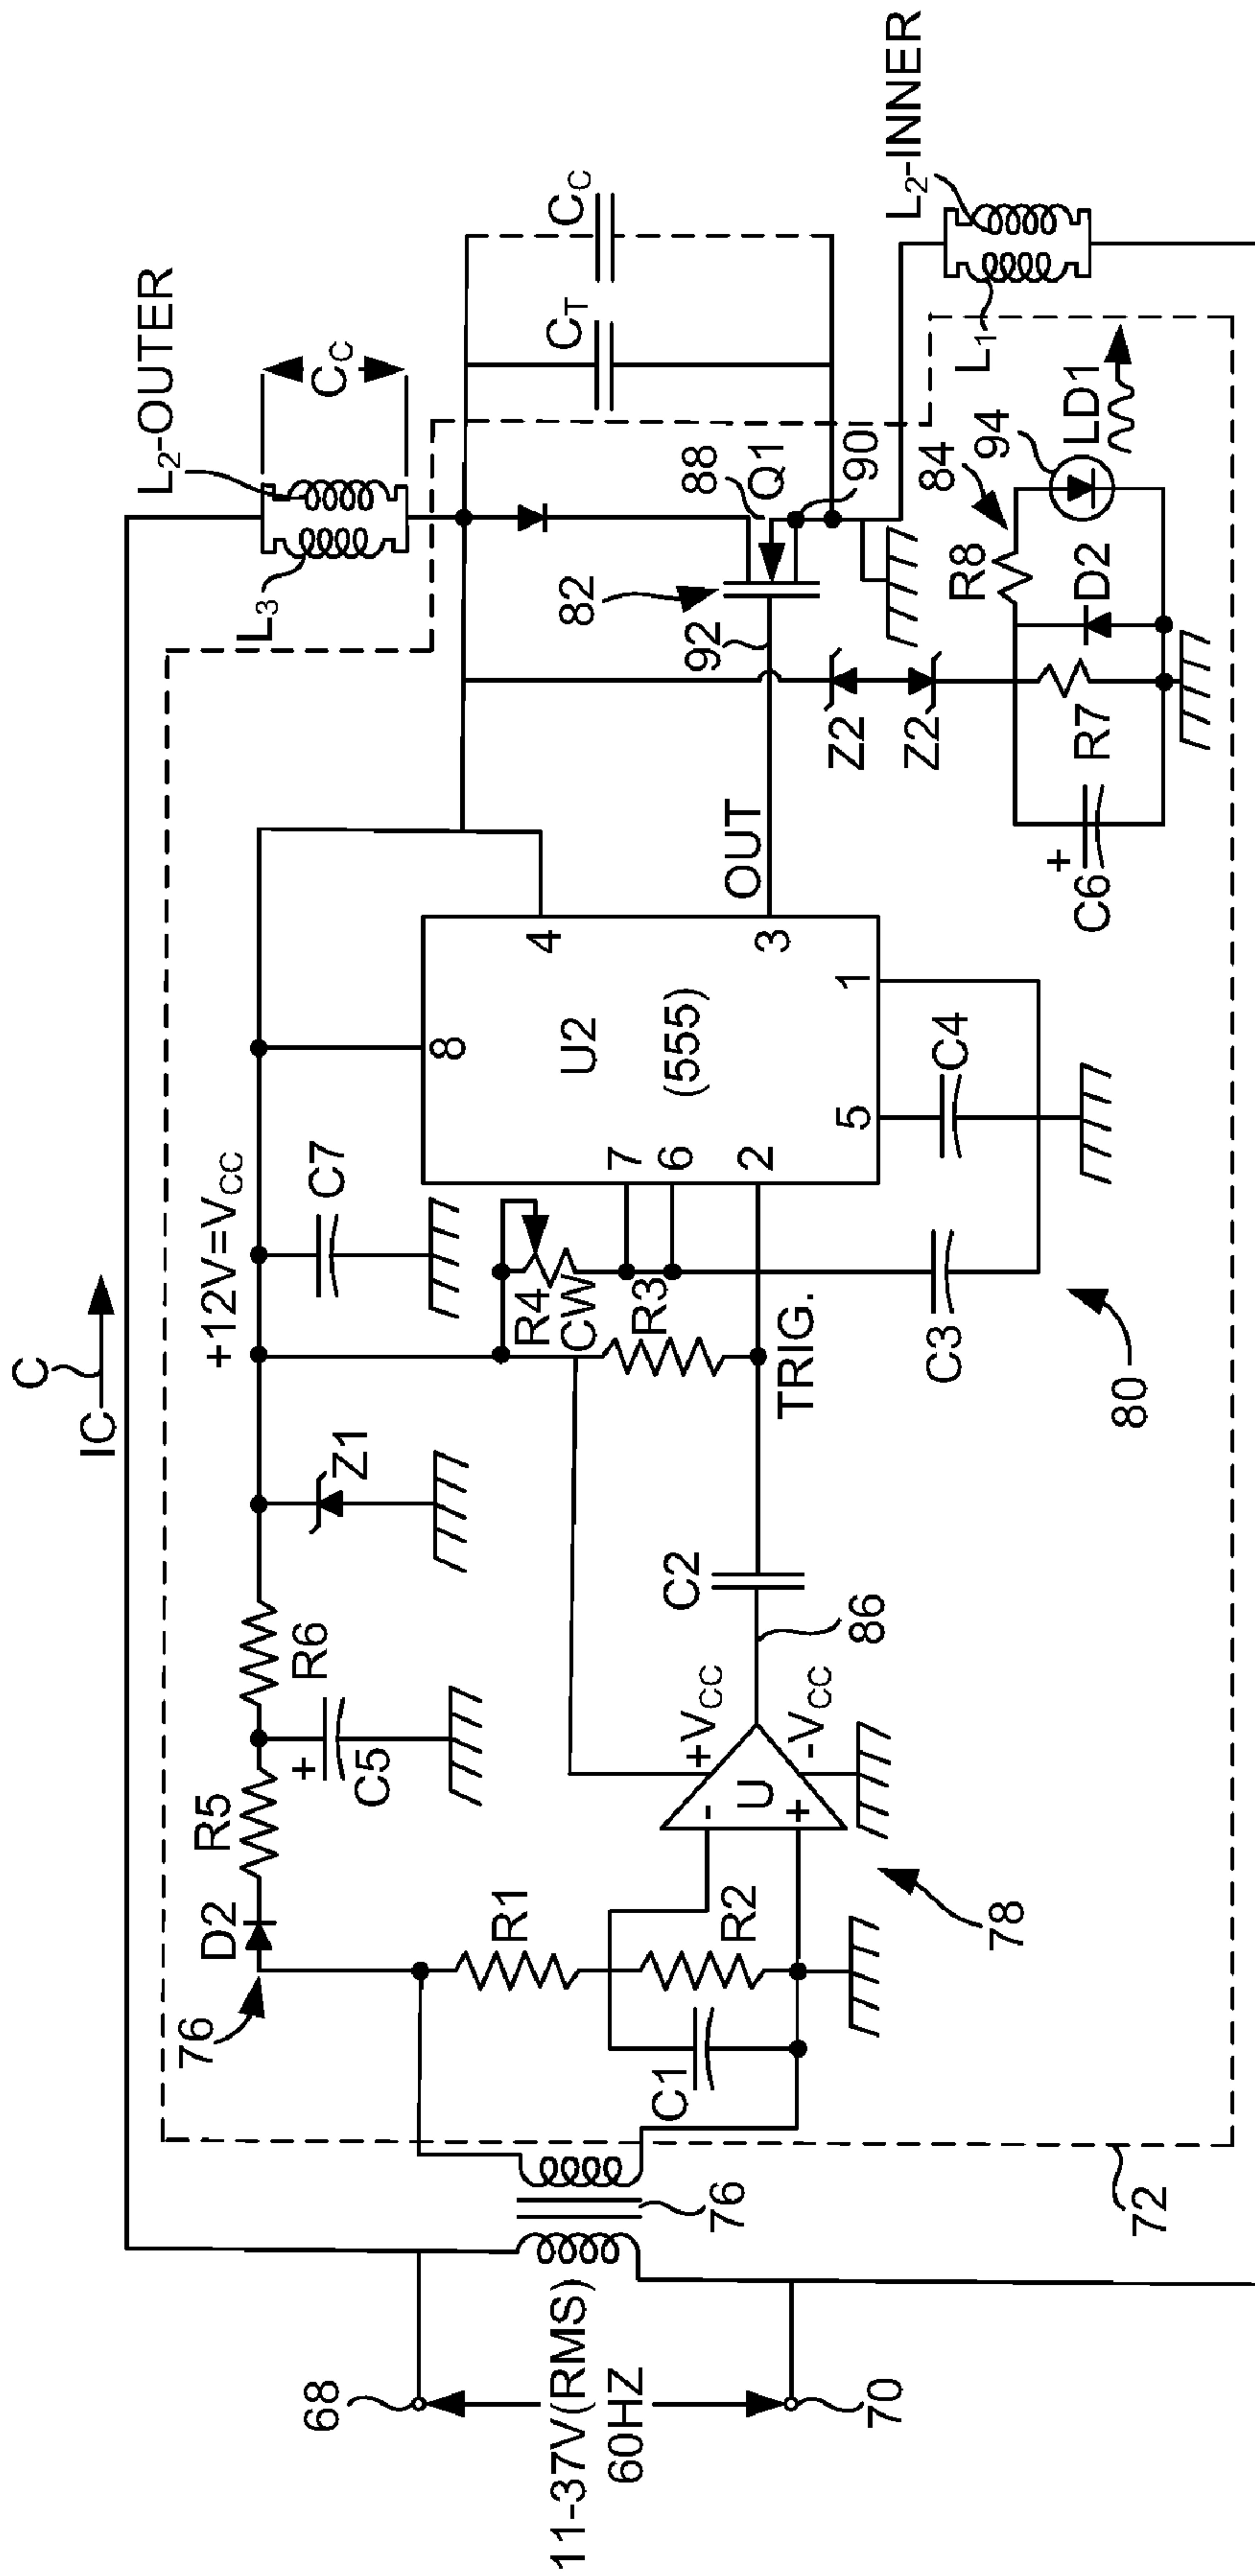 C
IC
L2-OUTER
L3
CC
+12V=VCC
D2
R5
R6
C5
+
Z1
C7
76
8
4
U2
(555)
7
6
2
5
1
3
OUT
R4
CW
R3
TRIG.
C3
C4
80
CT
CC
82
88
Q1
90
92
Z2
Z2
R8
84
94
LD1
D2
R7
C6
+
L1
L2-INNER
R1
R2
C1
-
U
+
+VCC
-VCC
C2
86
78
76
72
68
11-37V(RMS)
60HZ
70